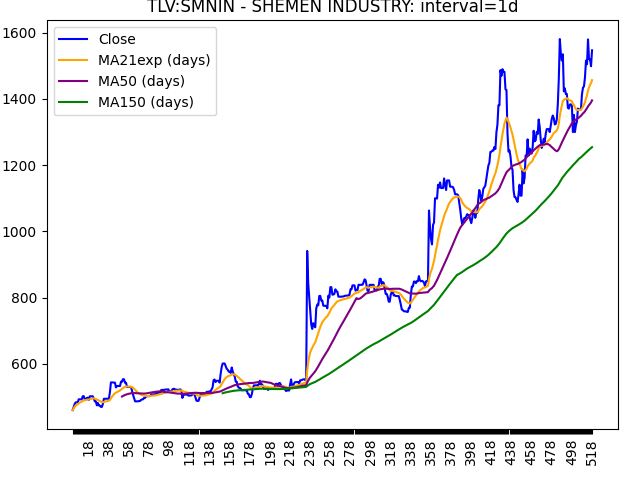 TLV:SMNIN - SHEMEN INDUSTRY: interval=1d
Close
MA21exp (days)
MA50 (days)
MA150 (days)
1600
1400
1200
1000
800
600
18 38 58 78 98 118 138 158 178 198 218 238 258 278 298 318 338 358 378 398 418 438 458 478 498 518